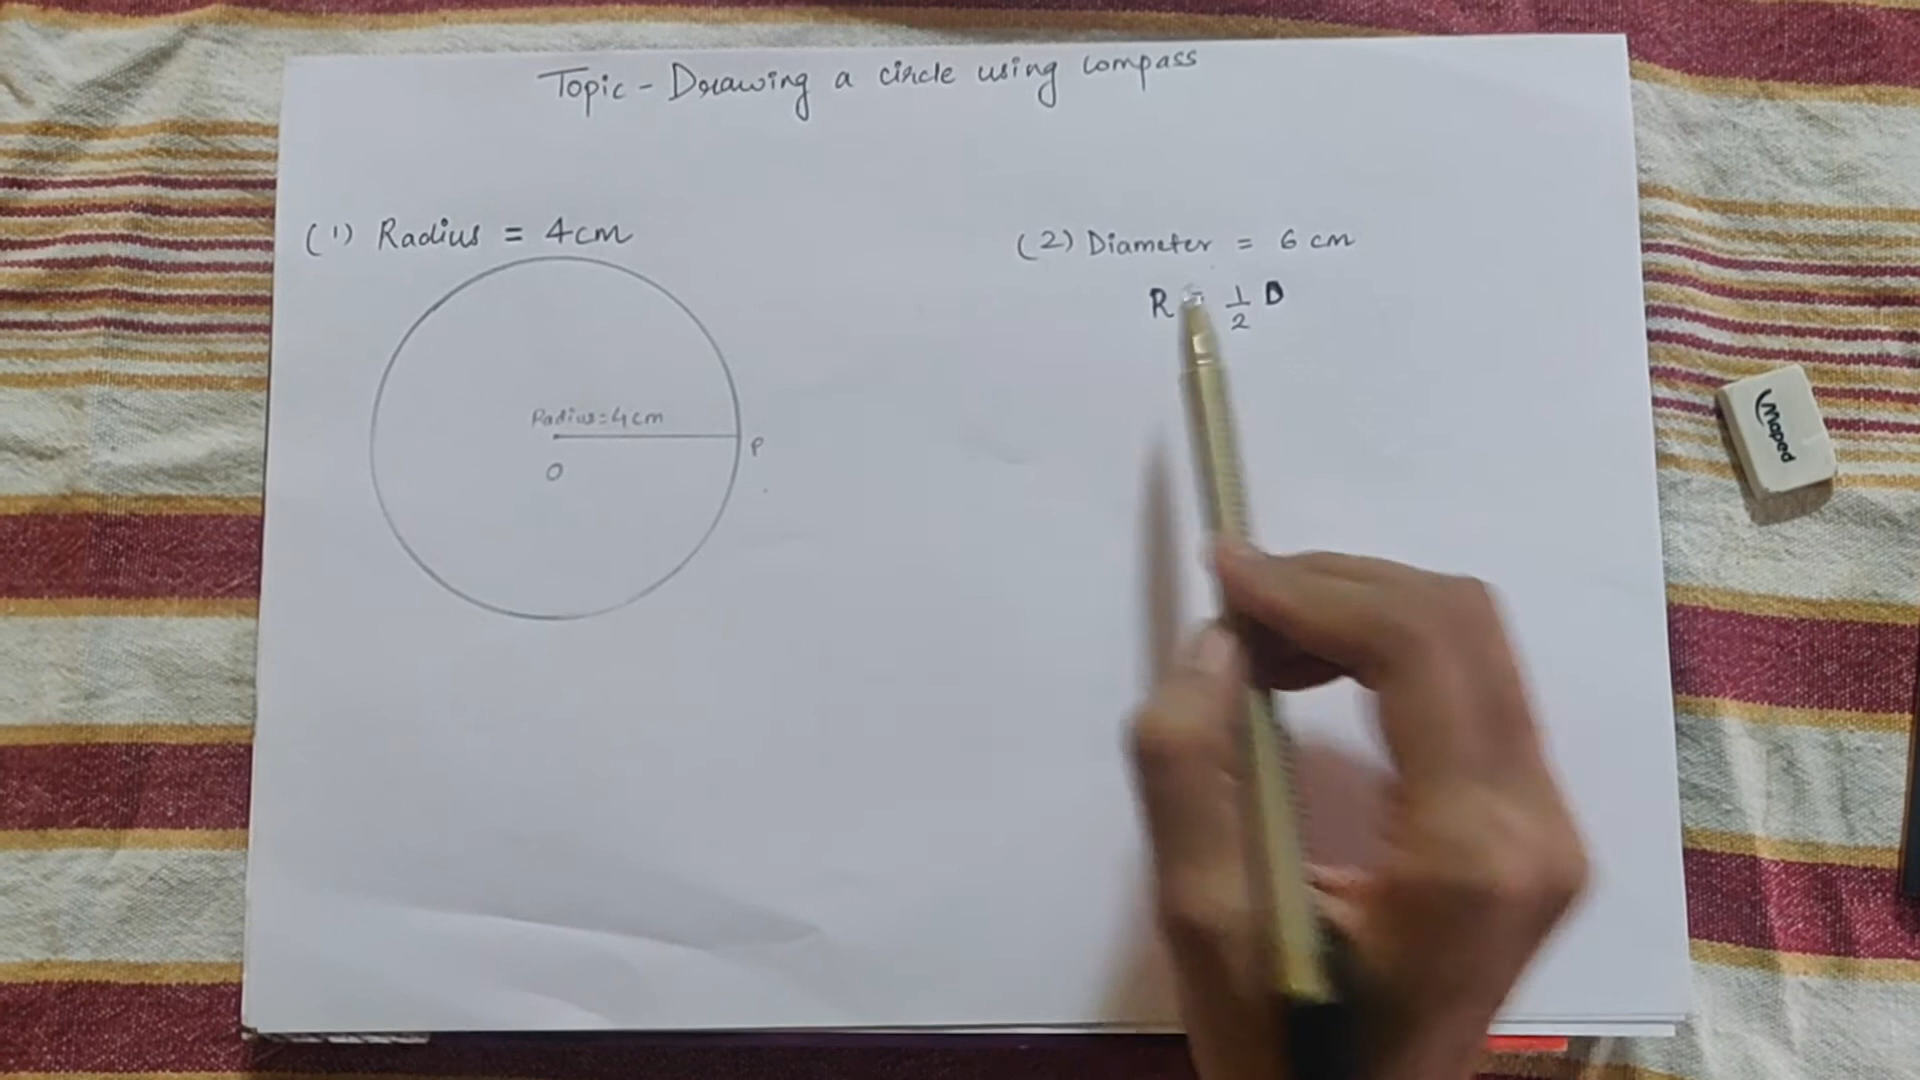 Topic - Drawing a circle using compass
(1) Radius = 4cm
Radius=4cm
P
O
(2) Diameter = 6 cm
R = 1/2 D
Maped